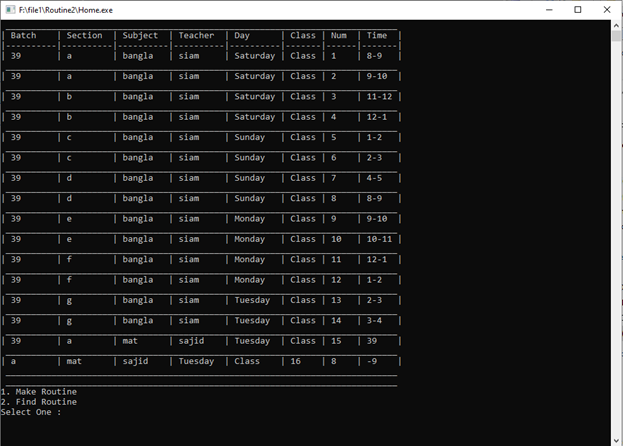 F:\file1\Routine2\Home.exe
| Batch | Section | Subject | Teacher | Day | Class | Num | Time |
| 39 | a | bangla | siam | Saturday | Class | 1 | 8-9 |
| 39 | a | bangla | siam | Saturday | Class | 2 | 9-10 |
| 39 | b | bangla | siam | Saturday | Class | 3 | 11-12 |
| 39 | b | bangla | siam | Saturday | Class | 4 | 12-1 |
| 39 | c | bangla | siam | Sunday | Class | 5 | 1-2 |
| 39 | c | bangla | siam | Sunday | Class | 6 | 2-3 |
| 39 | d | bangla | siam | Sunday | Class | 7 | 4-5 |
| 39 | d | bangla | siam | Sunday | Class | 8 | 8-9 |
| 39 | e | bangla | siam | Monday | Class | 9 | 9-10 |
| 39 | e | bangla | siam | Monday | Class | 10 | 10-11 |
| 39 | f | bangla | siam | Monday | Class | 11 | 12-1 |
| 39 | f | bangla | siam | Monday | Class | 12 | 1-2 |
| 39 | g | bangla | siam | Tuesday | Class | 13 | 2-3 |
| 39 | g | bangla | siam | Tuesday | Class | 14 | 3-4 |
| 39 | a | mat | sajid | Tuesday | Class | 15 | 39 |
| a | mat | sajid | Tuesday | Class | 16 | 8 | -9 |
1. Make Routine
2. Find Routine
Select One :